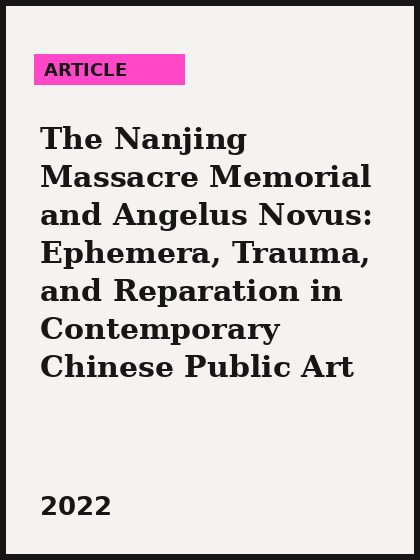 ARTICLE
The Nanjing
Massacre Memorial
and Angelus Novus:
Ephemera, Trauma,
and Reparation in
Contemporary
Chinese Public Art
2022